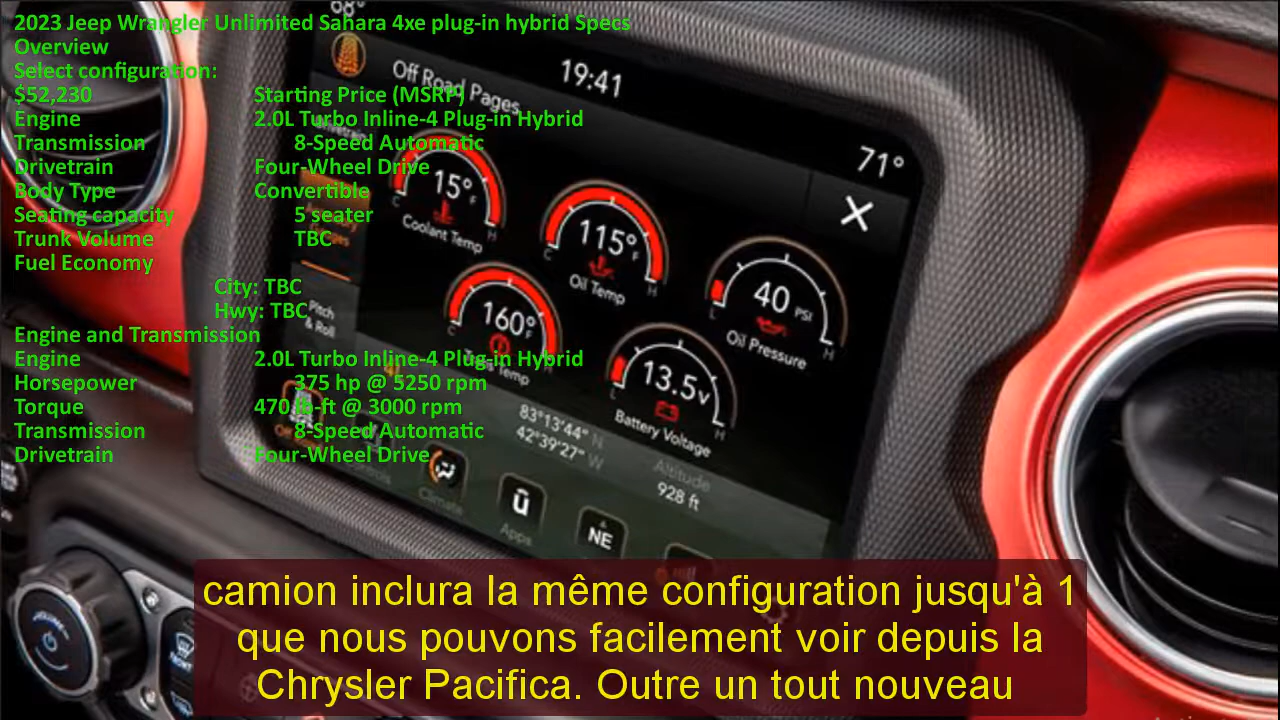 2023 Jeep Wrangler Unlimited Sahara 4xe plug-in hybrid Specs
Overview
Select configuration:
$52,230 Starting Price (MSRP)
Engine 2.0L Turbo Inline-4 Plug-in Hybrid
Transmission 8-Speed Automatic
Drivetrain Four-Wheel Drive
Body Type Convertible
Seating capacity 5 seater
Trunk Volume TBC
Fuel Economy
City: TBC
Hwy: TBC
Engine and Transmission
Engine 2.0L Turbo Inline-4 Plug-in Hybrid
Horsepower 375 hp @ 5250 rpm
Torque 470 lb-ft @ 3000 rpm
Transmission 8-Speed Automatic
Drivetrain Four-Wheel Drive
68°
19:41
71°
Off Road Pages
15° F
C H
Coolant Temp
115° F
C H
Oil Temp
40 PSI
L H
Oil Pressure
160° F
C
Temp
13.5v
L H
Battery Voltage
Gauges
Pitch
& Roll
83°13'44" N
42°39'27" W
Altitude
928 ft
Climate
Apps
NE
camion inclura la même configuration jusqu'à 1
que nous pouvons facilement voir depuis la
Chrysler Pacifica. Outre un tout nouveau